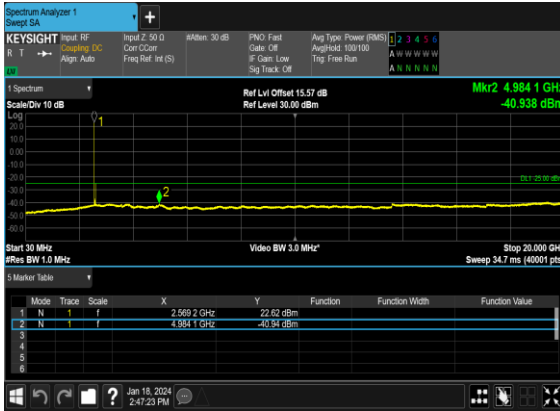 Spectrum Analyzer 1
Swept SA
+
KEYSIGHT Input: RF Input Z: 50 Ω #Atten: 30 dB PNO: Fast Avg Type: Power (RMS) 1 2 3 4 5 6
R T Coupling: DC Corr CCorr Gate: Off Avg|Hold: 100/100 A W W W W W
Align: Auto Freq Ref: Int (S) IF Gain: Low Trig: Free Run
Sig Track: Off A N N N N N
1 Spectrum
Ref Lvl Offset 15.57 dB Mkr2 4.984 1 GHz
Scale/Div 10 dB Ref Level 30.00 dBm -40.938 dBm
Log
20.0
10.0
0.00
-10.0
-20.0
-30.0
-40.0
-50.0
-60.0
1
2
Start 30 MHz Video BW 3.0 MHz* Stop 20.000 GHz
#Res BW 1.0 MHz Sweep 34.7 ms (40001 pts)
5 Marker Table
Mode Trace Scale X Y Function Function Width Function Value
1 N 1 f 2.569 2 GHz 22.62 dBm
2 N 1 f 4.984 1 GHz -40.94 dBm
3
4
5
6
?
Jan 18, 2024
2:47:23 PM